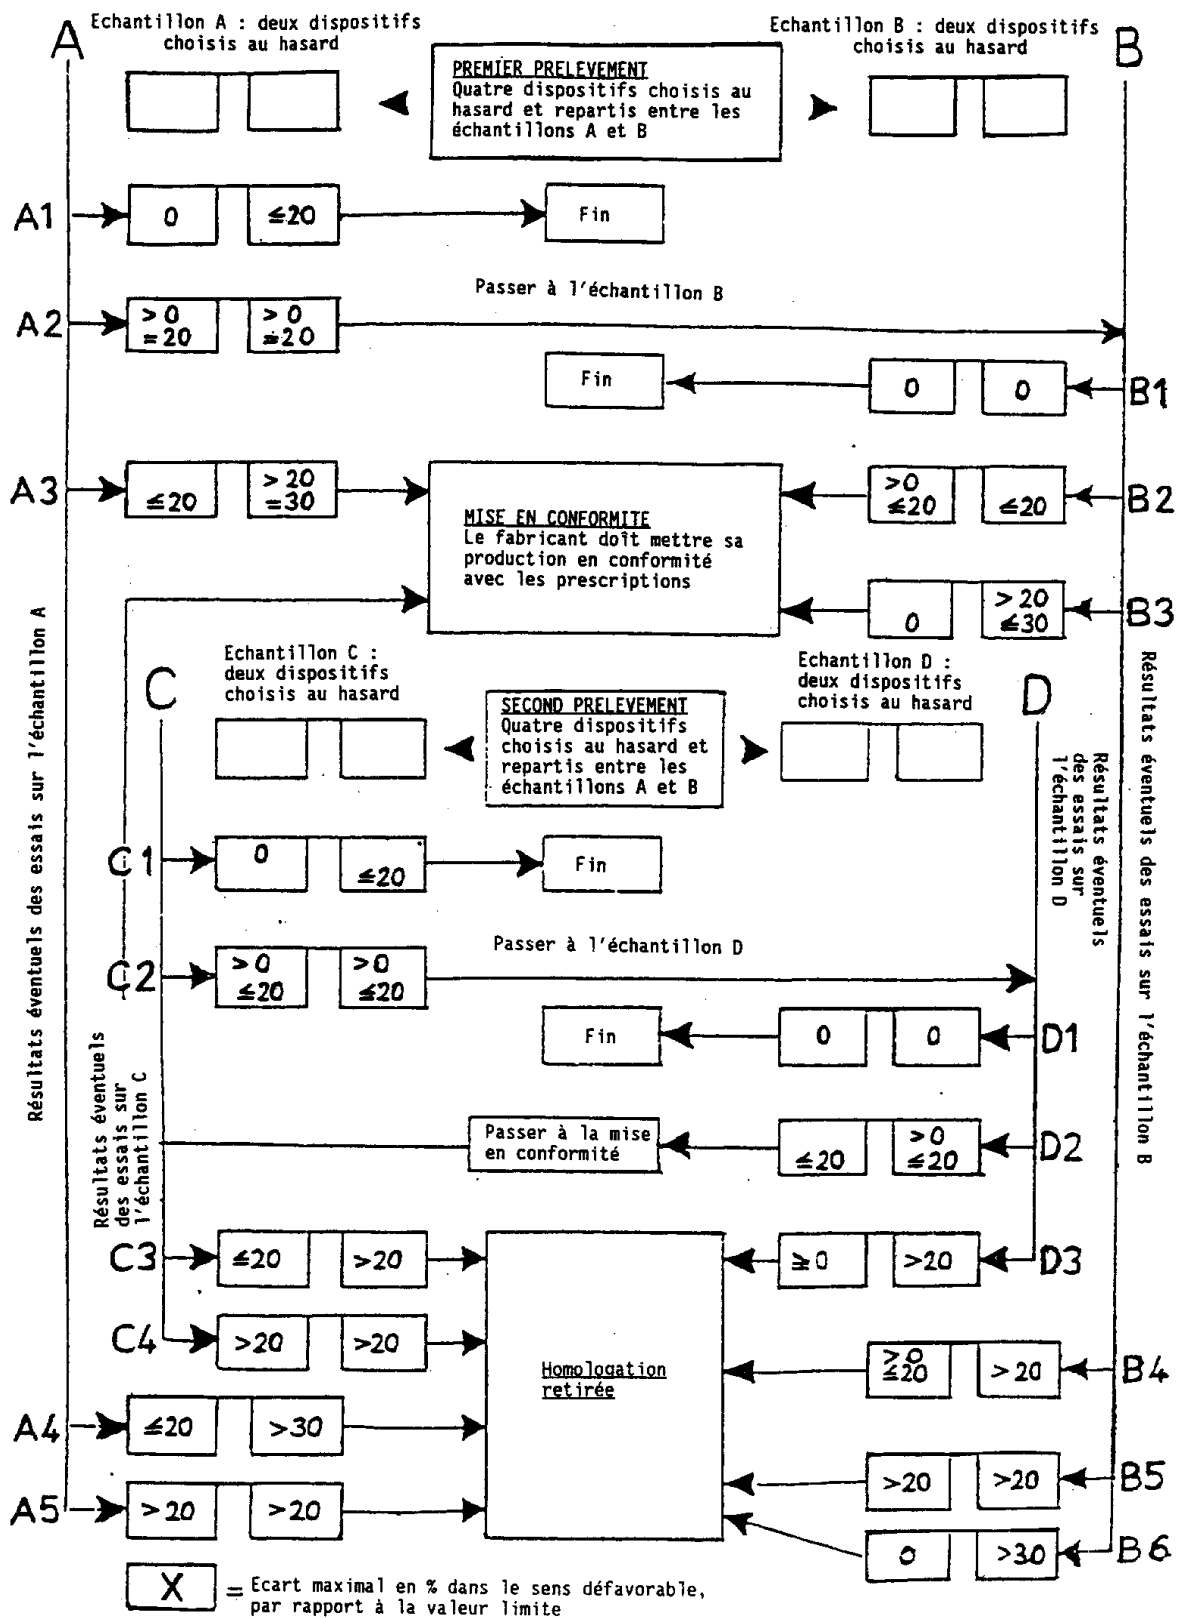 A
Echantillon A : deux dispositifs
choisis au hasard
PREMIER PRELEVEMENT
Quatre dispositifs choisis au
hasard et repartis entre les
échantillons A et B
Echantillon B : deux dispositifs
choisis au hasard
B
A1
0
≦20
Fin
Passer à l'échantillon B
A2
>0
=20
>0
=20
Fin
0
0
B1
A3
≦20
>20
=30
MISE EN CONFORMITE
Le fabricant doît mettre sa
production en conformité
avec les prescriptions
>0
≦20
≦20
B2
0
>20
≦30
B3
Résultats éventuels des essais sur l'échantillon A
C
Echantillon C :
deux dispositifs
choisis au hasard
SECOND PRELEVEMENT
Quatre dispositifs
choisis au hasard et
repartis entre les
échantillons A et B
Echantillon D :
deux dispositifs
choisis au hasard
D
Résultats éventuels
des essais sur
l'échantillon D
Résultats éventuels des essais sur l'échantillon B
C1
0
≦20
Fin
Passer à l'échantillon D
C2
>0
≦20
>0
≦20
Fin
0
0
D1
Résultats éventuels
des essais sur
l'échantillon C
Passer à la mise
en conformité
≦20
>0
≦20
D2
C3
≦20
>20
≧0
>20
D3
C4
>20
>20
Homologation
retirée
>0
≦20
>20
B4
A4
≦20
>30
A5
>20
>20
>20
>20
B5
0
>30
B6
X
= Ecart maximal en % dans le sens défavorable,
par rapport à la valeur limite